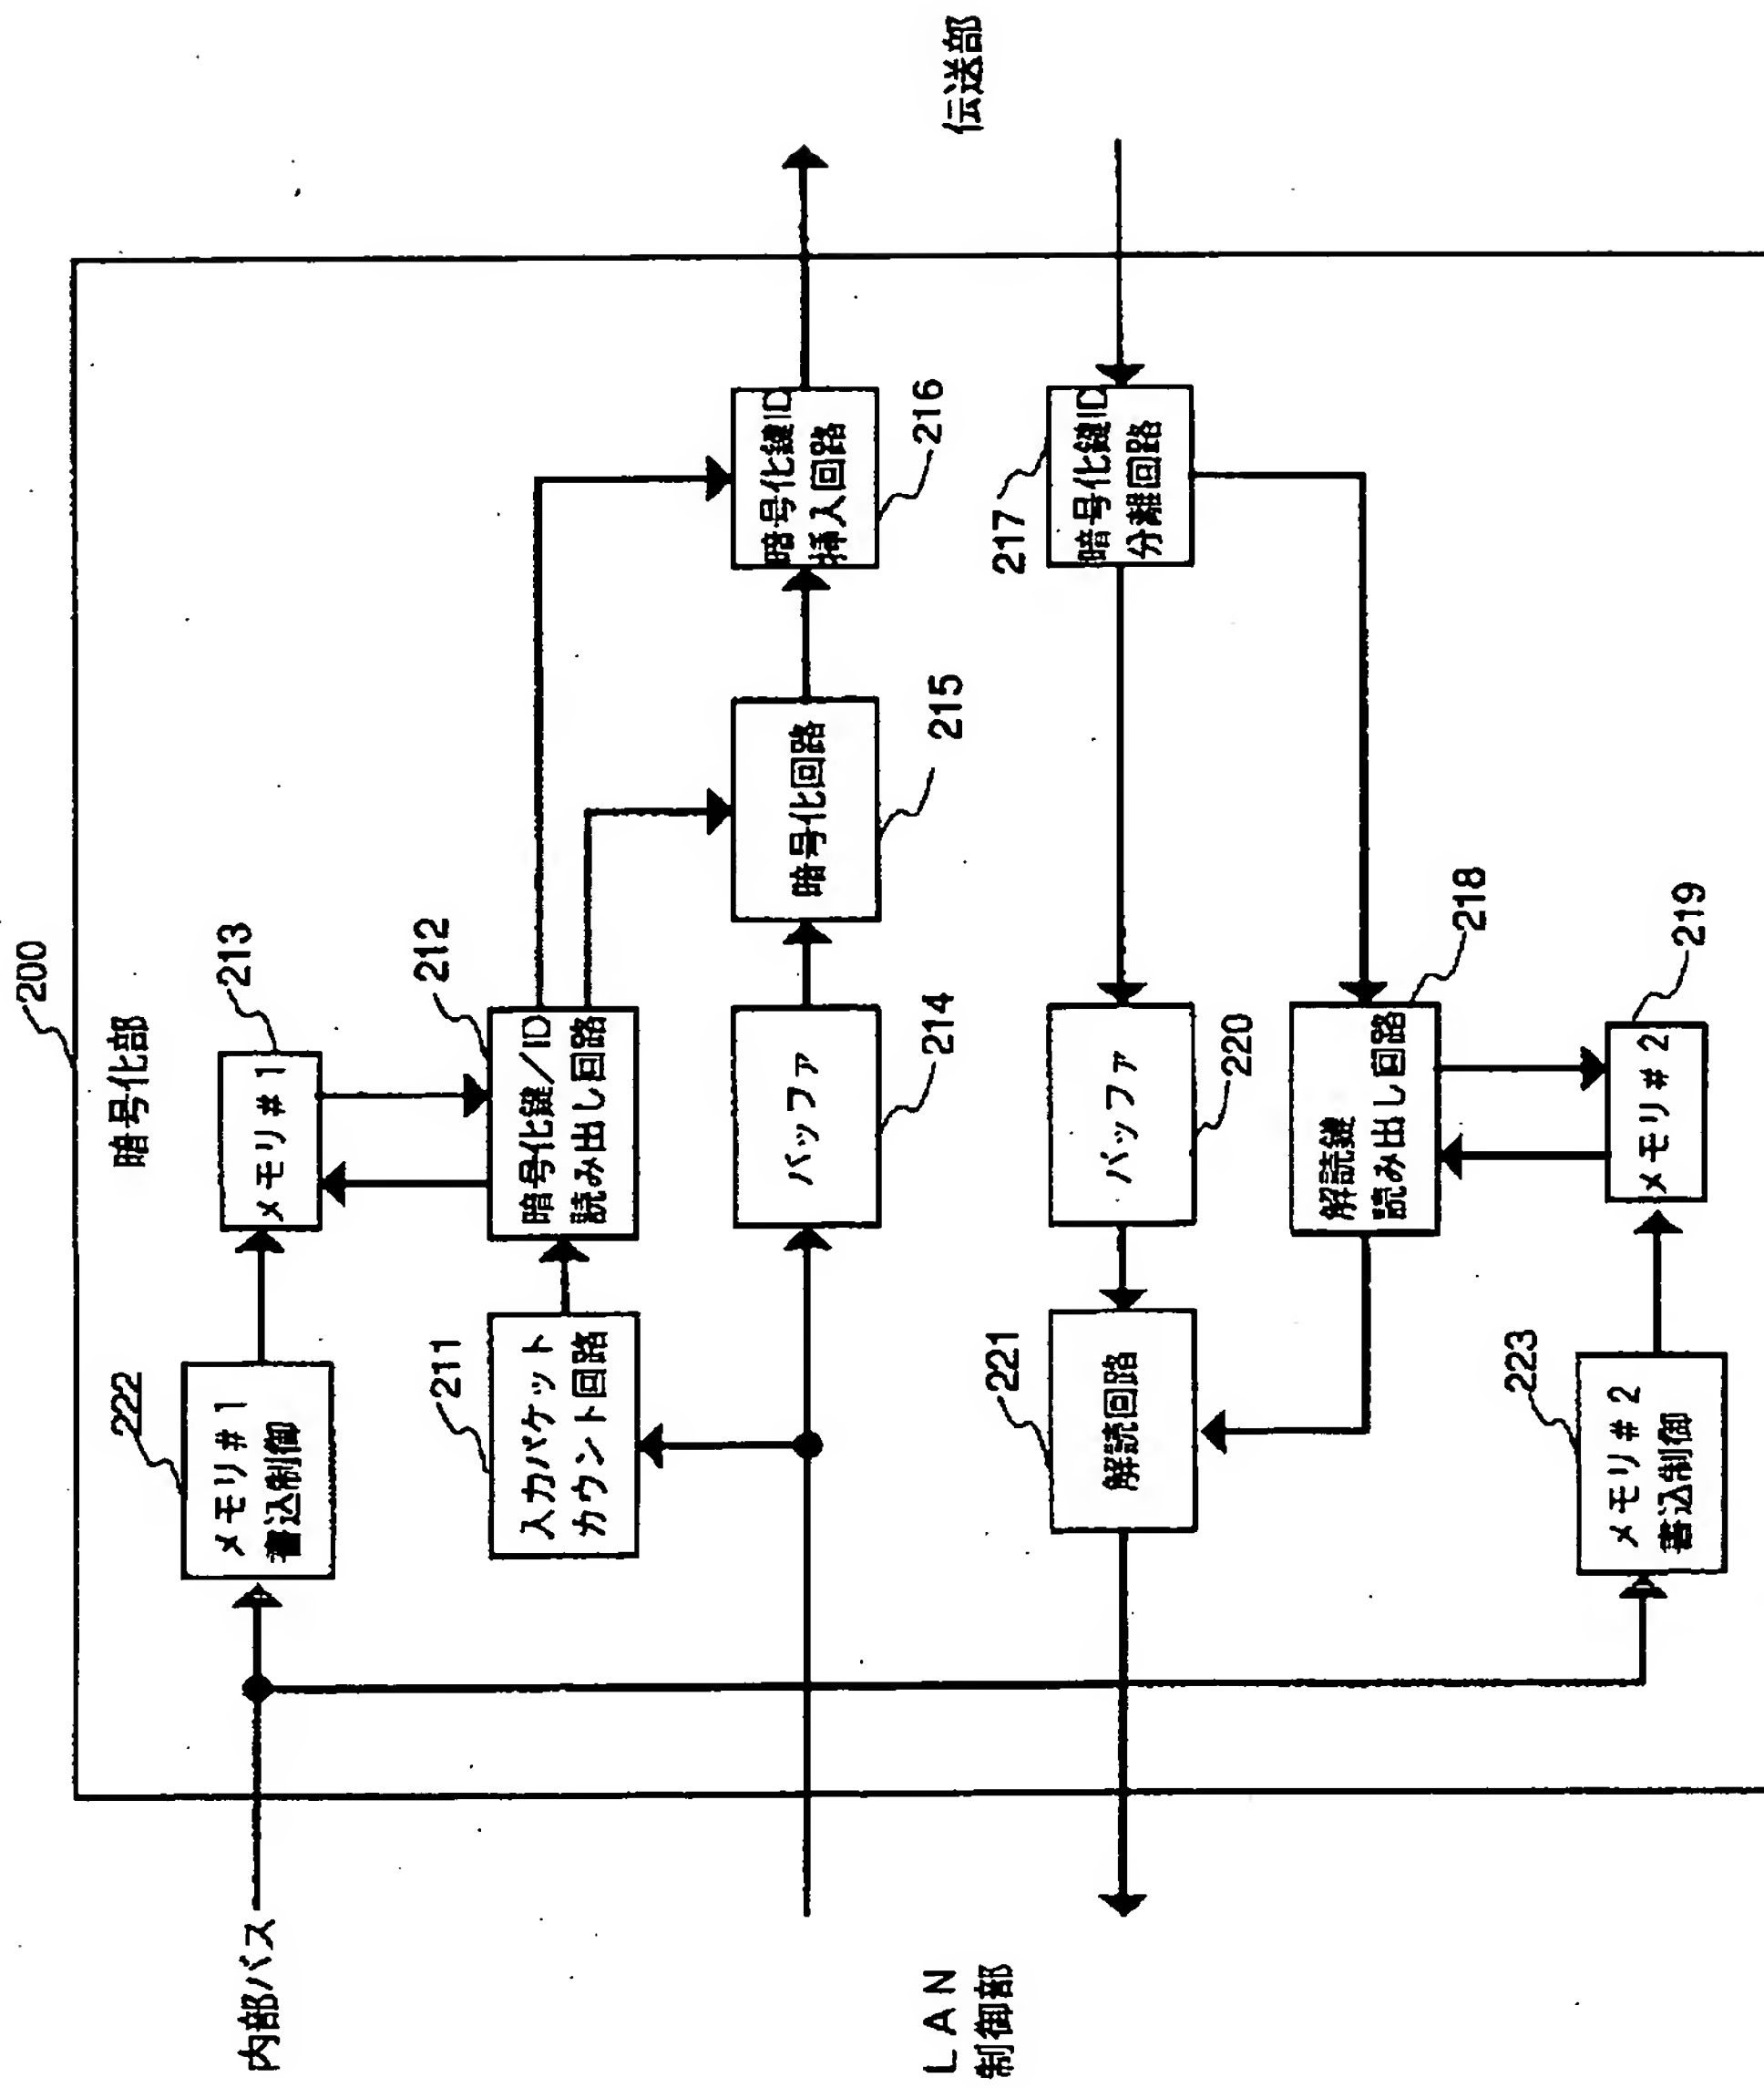 200
暗号化部
内部バス
222
メモリ#1
書込制御
213
メモリ#1
211
入力パケット
カウント回路
212
暗号化鍵/ID
読み出し回路
214
バッファ
215
暗号化回路
216
暗号化鍵ID
挿入回路
伝送部
LAN
制御部
221
解読回路
220
バッファ
217
暗号化鍵ID
分離回路
218
解読鍵
読み出し回路
223
メモリ#2
書込制御
219
メモリ#2